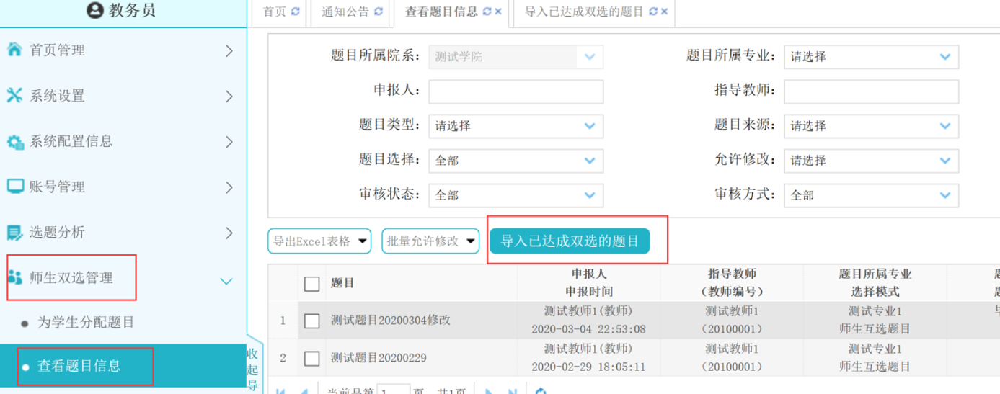 教务员
首页管理
系统设置
系统配置信息
账号管理
选题分析
师生双选管理
为学生分配题目
查看题目信息
收
起
导
首页 通知公告 查看题目信息 导入已达成双选的题目
题目所属院系： 测试学院 题目所属专业： 请选择
申报人： 指导教师：
题目类型： 请选择 题目来源： 请选择
题目选择： 全部 允许修改： 请选择
审核状态： 全部 审核方式： 全部
导出Excel表格 批量允许修改 导入已达成双选的题目
题目 申报人 指导教师 题目所属专业
申报时间 （教师编号） 选择模式
1 测试题目20200304修改 测试教师1(教师) 测试教师1 测试专业1
2020-03-04 22:53:08 （20100001） 师生互选题目
2 测试题目20200229 测试教师1(教师) 测试教师1 测试专业1
2020-02-29 18:05:11 （20100001） 师生互选题目
当前是第 1 页，共1页